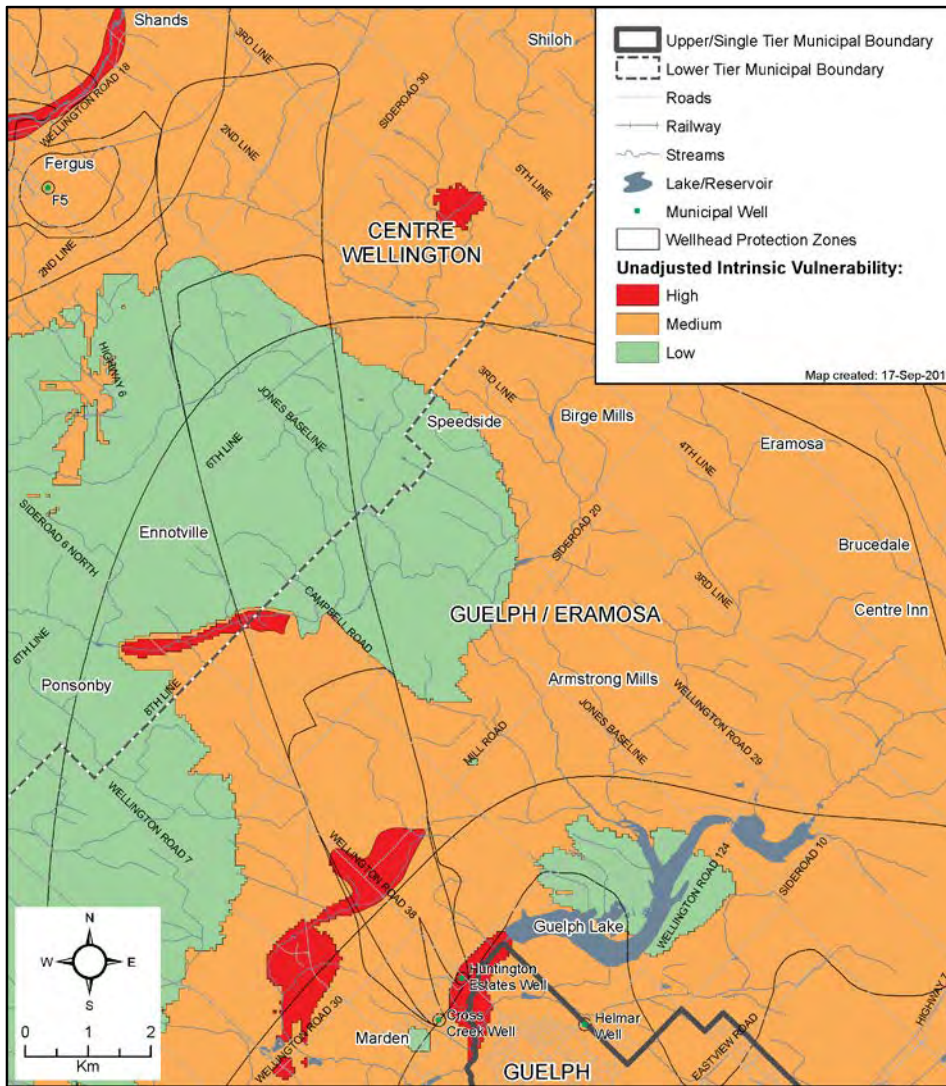 Shands
Shiloh
3RD LINE
SIDEROAD 30
WELLINGTON ROAD 18
2ND LINE
5TH LINE
Fergus
F5
2ND LINE
CENTRE
WELLINGTON
Upper/Single Tier Municipal Boundary
Lower Tier Municipal Boundary
Roads
Railway
Streams
Lake/Reservoir
Municipal Well
Wellhead Protection Zones
Unadjusted Intrinsic Vulnerability:
High
Medium
Low
Map created: 17-Sep-201
HIGHWAY 6
JONES BASELINE
3RD LINE
Speedside
Birge Mills
6TH LINE
4TH LINE
Eramosa
SIDEROAD 6 NORTH
Ennotville
SIDEROAD 20
Brucedale
3RD LINE
Centre Inn
CAMPBELL ROAD
GUELPH / ERAMOSA
6TH LINE
Ponsonby
8TH LINE
Armstrong Mills
JONES BASELINE
WELLINGTON ROAD 29
MILL ROAD
WELLINGTON ROAD 7
WELLINGTON ROAD 38
WELLINGTON ROAD 124
SIDEROAD 10
Guelph Lake
Huntington
Estates Well
Cross
Creek Well
Helmar
Well
Marden
WELLINGTON ROAD 30
GUELPH
EASTVIEW ROAD
HIGHWAY 7
N
W
E
S
0 1 2
Km